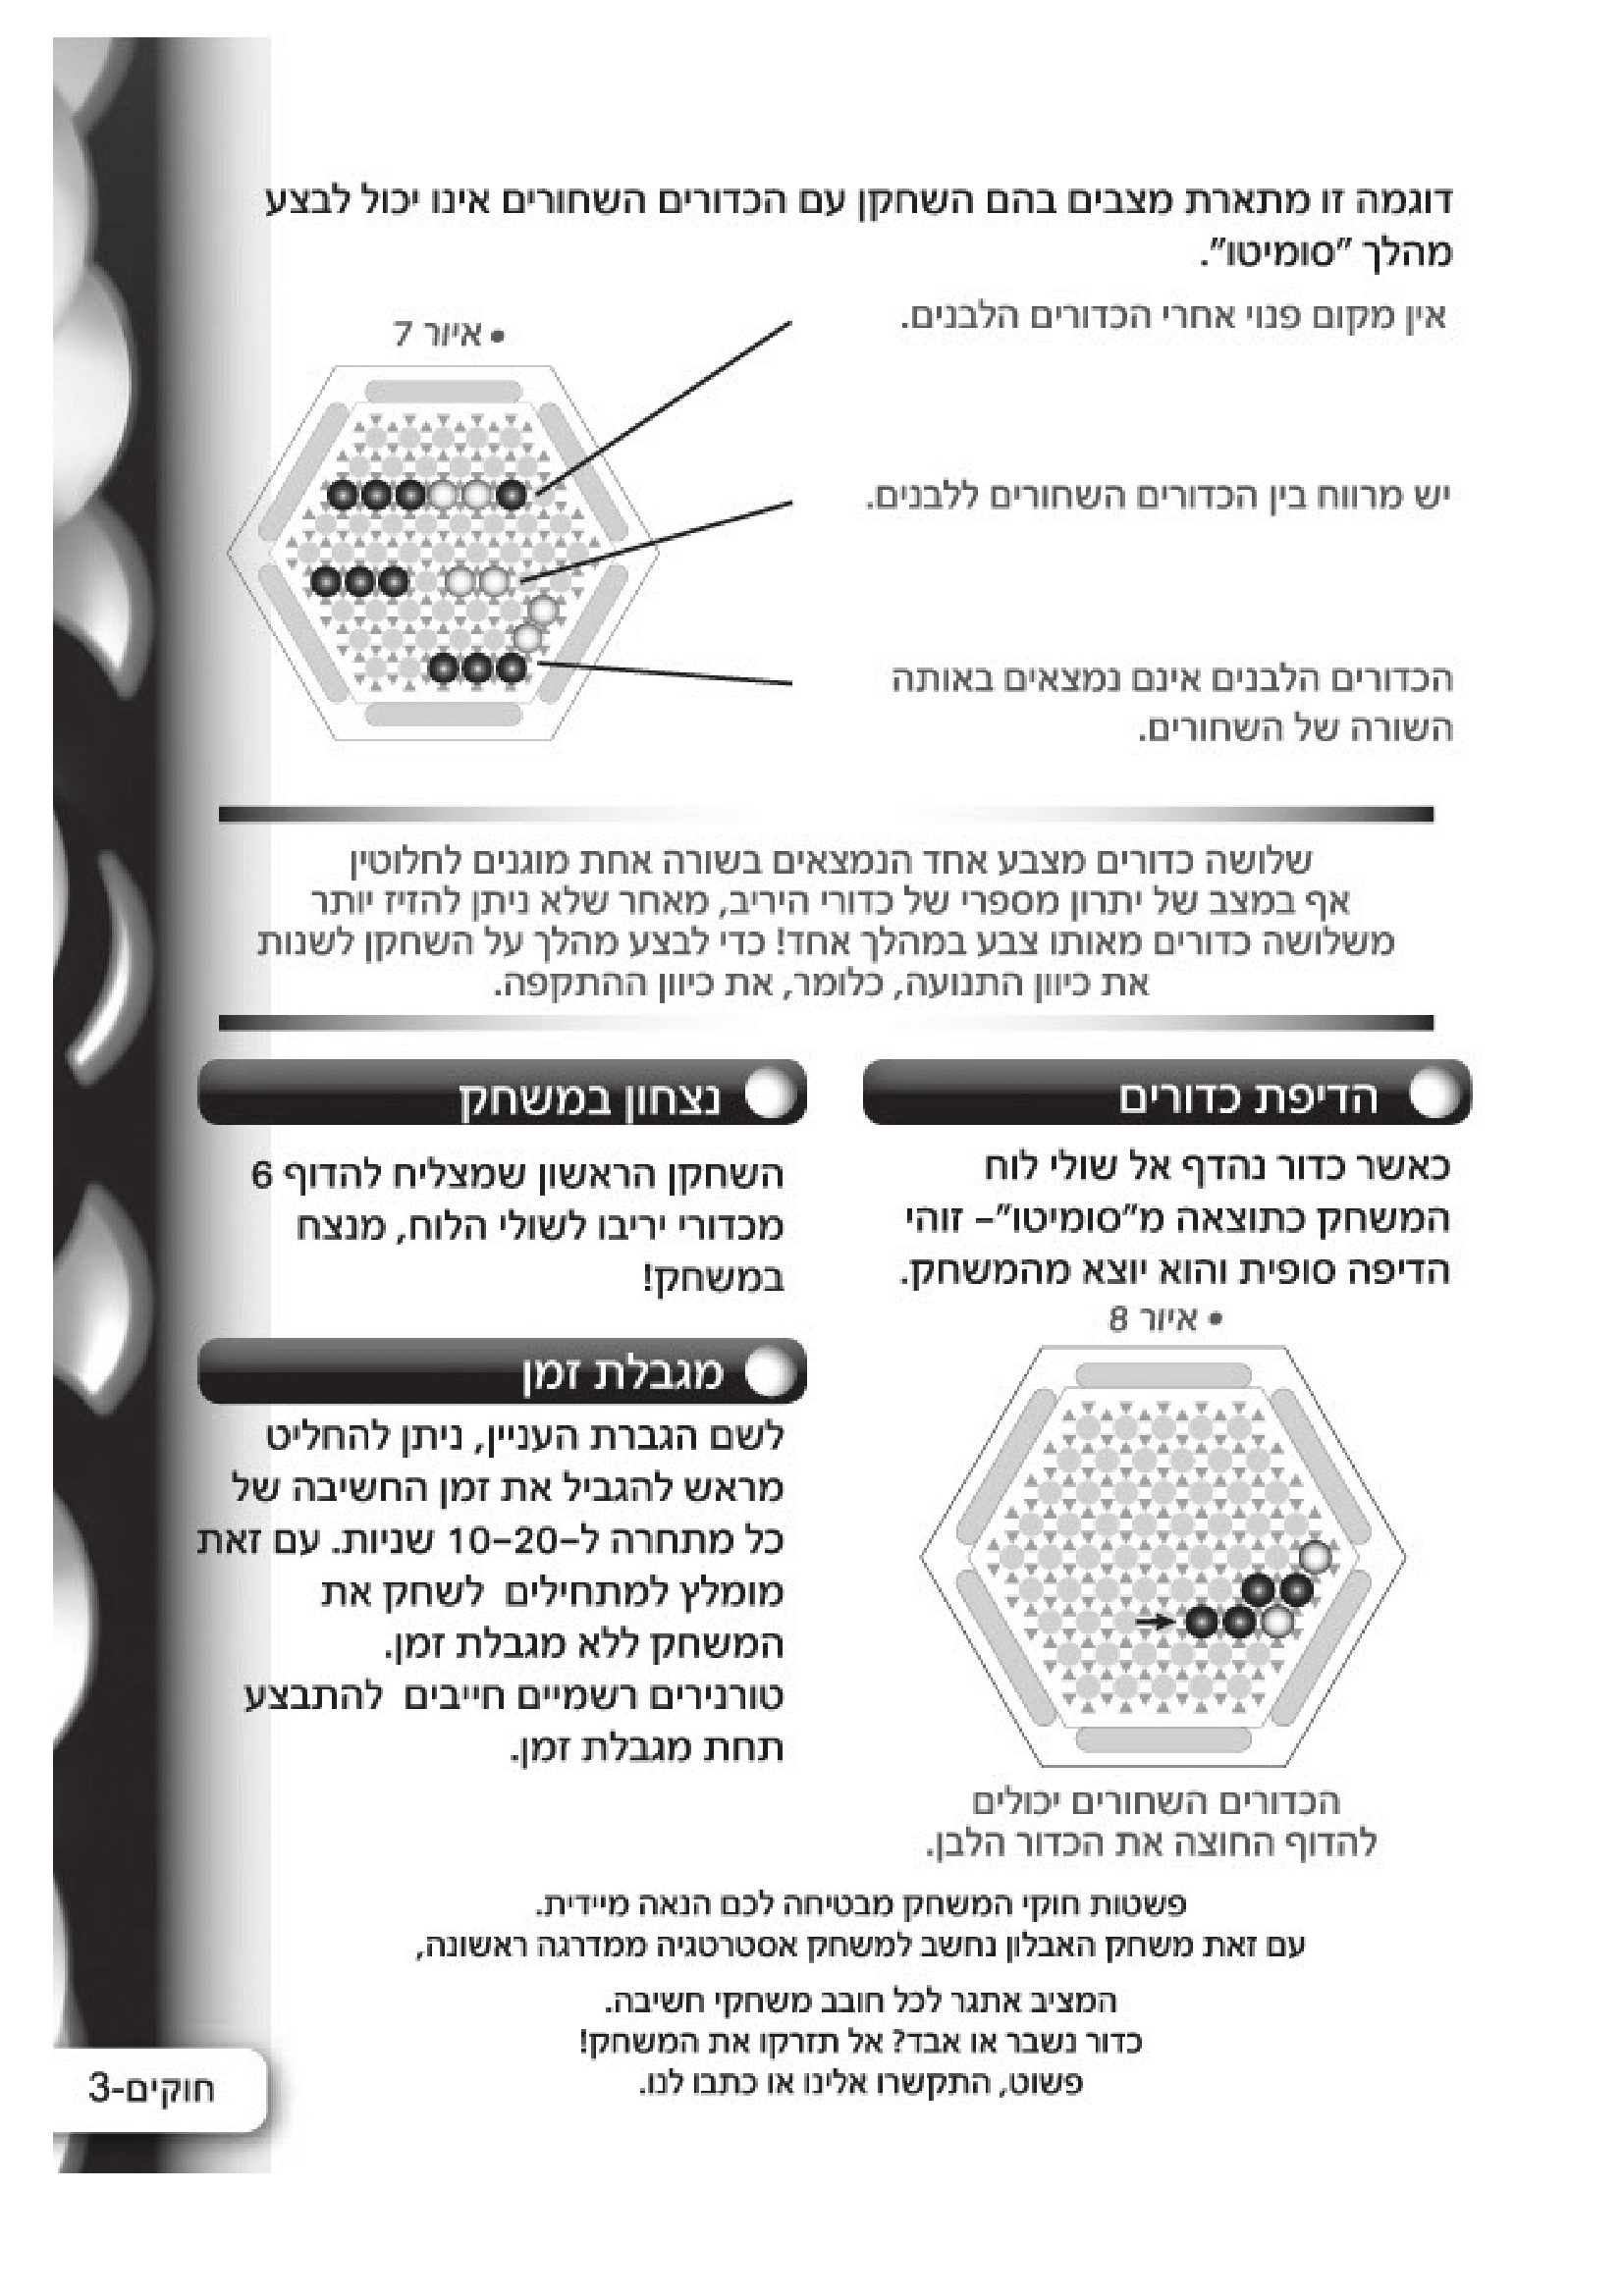 דוגמה זו מתארת מצבים בהם השחקן עם הכדורים השחורים אינו יכול לבצע
מהלך "סומיטו".
אין מקום פנוי אחרי הכדורים הלבנים.
• איור 7
יש מרווח בין הכדורים השחורים ללבנים.
הכדורים הלבנים אינם נמצאים באותה
השורה של השחורים.
שלושה כדורים מצבע אחד הנמצאים בשורה אחת מוגנים לחלוטין
אף במצב של יתרון מספרי של כדורי היריב, מאחר שלא ניתן להזיז יותר
משלושה כדורים מאותו צבע במהלך אחד! כדי לבצע מהלך על השחקן לשנות
את כיוון התנועה, כלומר, את כיוון ההתקפה.
הדיפת כדורים
כאשר כדור נהדף אל שולי לוח
המשחק כתוצאה מ"סומיטו"– זוהי
הדיפה סופית והוא יוצא מהמשחק.
• איור 8
הכדורים השחורים יכולים
להדוף החוצה את הכדור הלבן.
נצחון במשחק
השחקן הראשון שמצליח להדוף 6
מכדורי יריבו לשולי הלוח, מנצח
במשחק!
מגבלת זמן
לשם הגברת העניין, ניתן להחליט
מראש להגביל את זמן החשיבה של
כל מתחרה ל–10–20 שניות. עם זאת
מומלץ למתחילים לשחק את
המשחק ללא מגבלת זמן.
טורנירים רשמיים חייבים להתבצע
תחת מגבלת זמן.
פשטות חוקי המשחק מבטיחה לכם הנאה מיידית.
עם זאת משחק האבלון נחשב למשחק אסטרטגיה ממדרגה ראשונה,
המציב אתגר לכל חובב משחקי חשיבה.
כדור נשבר או אבד? אל תזרקו את המשחק!
פשוט, התקשרו אלינו או כתבו לנו.
חוקים-3